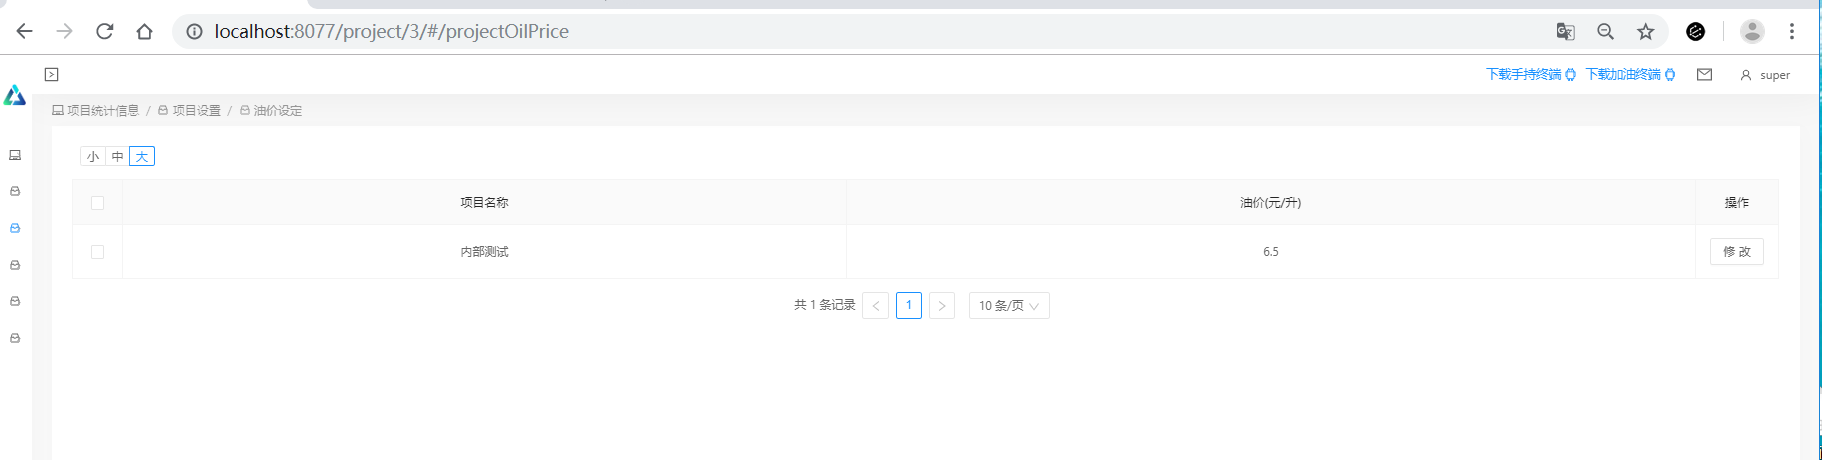 localhost:8077/project/3/#/projectOilPrice
下载手持终端 下载加油终端 super
项目统计信息 / 项目设置 / 油价设定
小 中 大
项目名称 油价(元/升) 操作
内部测试 6.5 修 改
共 1 条记录 1 10 条/页